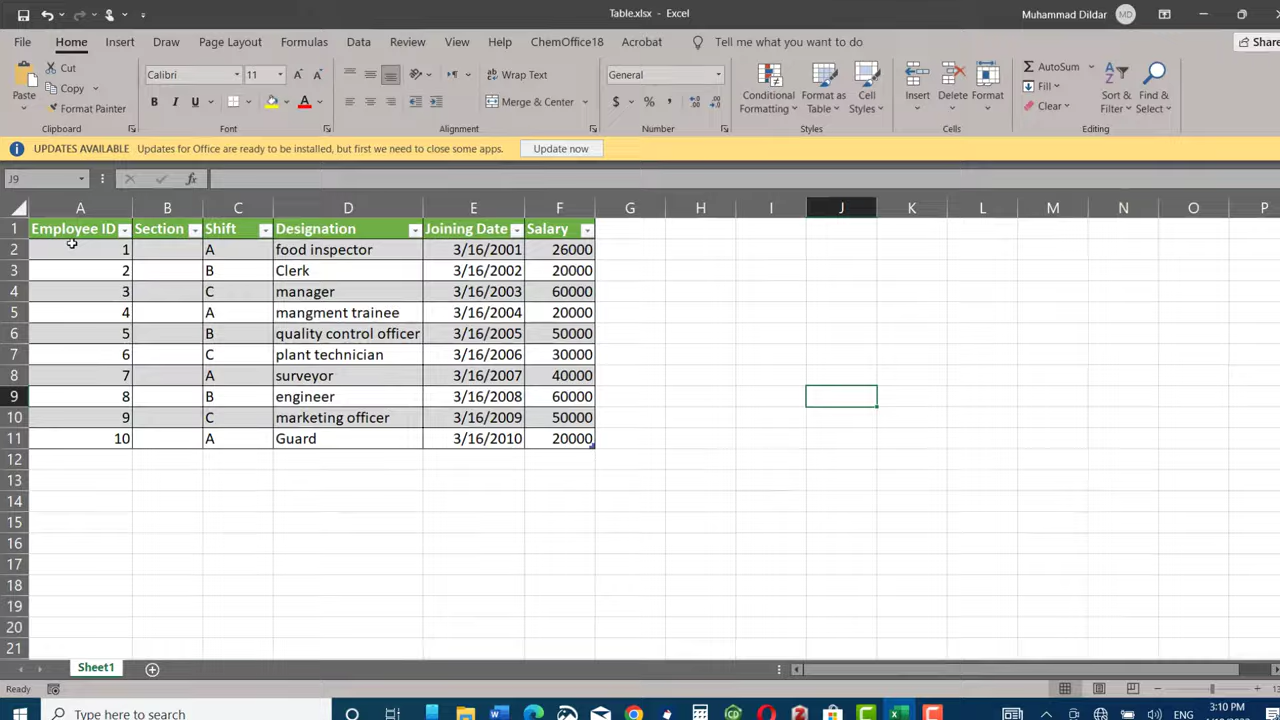 Table.xlsx - Excel
Muhammad Dildar MD
File Home Insert Draw Page Layout Formulas Data Review View Help ChemOffice18 Acrobat Tell me what you want to do Share
Paste Cut Copy Format Painter Clipboard
Calibri 11 B I U A Font
Wrap Text Merge & Center Alignment
General $ % , Number
Conditional Formatting Format as Table Cell Styles Styles
Insert Delete Format Cells
AutoSum Fill Clear Sort & Filter Find & Select Editing
UPDATES AVAILABLE Updates for Office are ready to be installed, but first we need to close some apps. Update now
J9 fx
A B C D E F G H I J K L M N O P
1 Employee ID Section Shift Designation Joining Date Salary
2 1 A food inspector 3/16/2001 26000
3 2 B Clerk 3/16/2002 20000
4 3 C manager 3/16/2003 60000
5 4 A mangment trainee 3/16/2004 20000
6 5 B quality control officer 3/16/2005 50000
7 6 C plant technician 3/16/2006 30000
8 7 A surveyor 3/16/2007 40000
9 8 B engineer 3/16/2008 60000
10 9 C marketing officer 3/16/2009 50000
11 10 A Guard 3/16/2010 20000
12
13
14
15
16
17
18
19
20
21
Sheet1
Ready
Type here to search ENG 3:10 PM